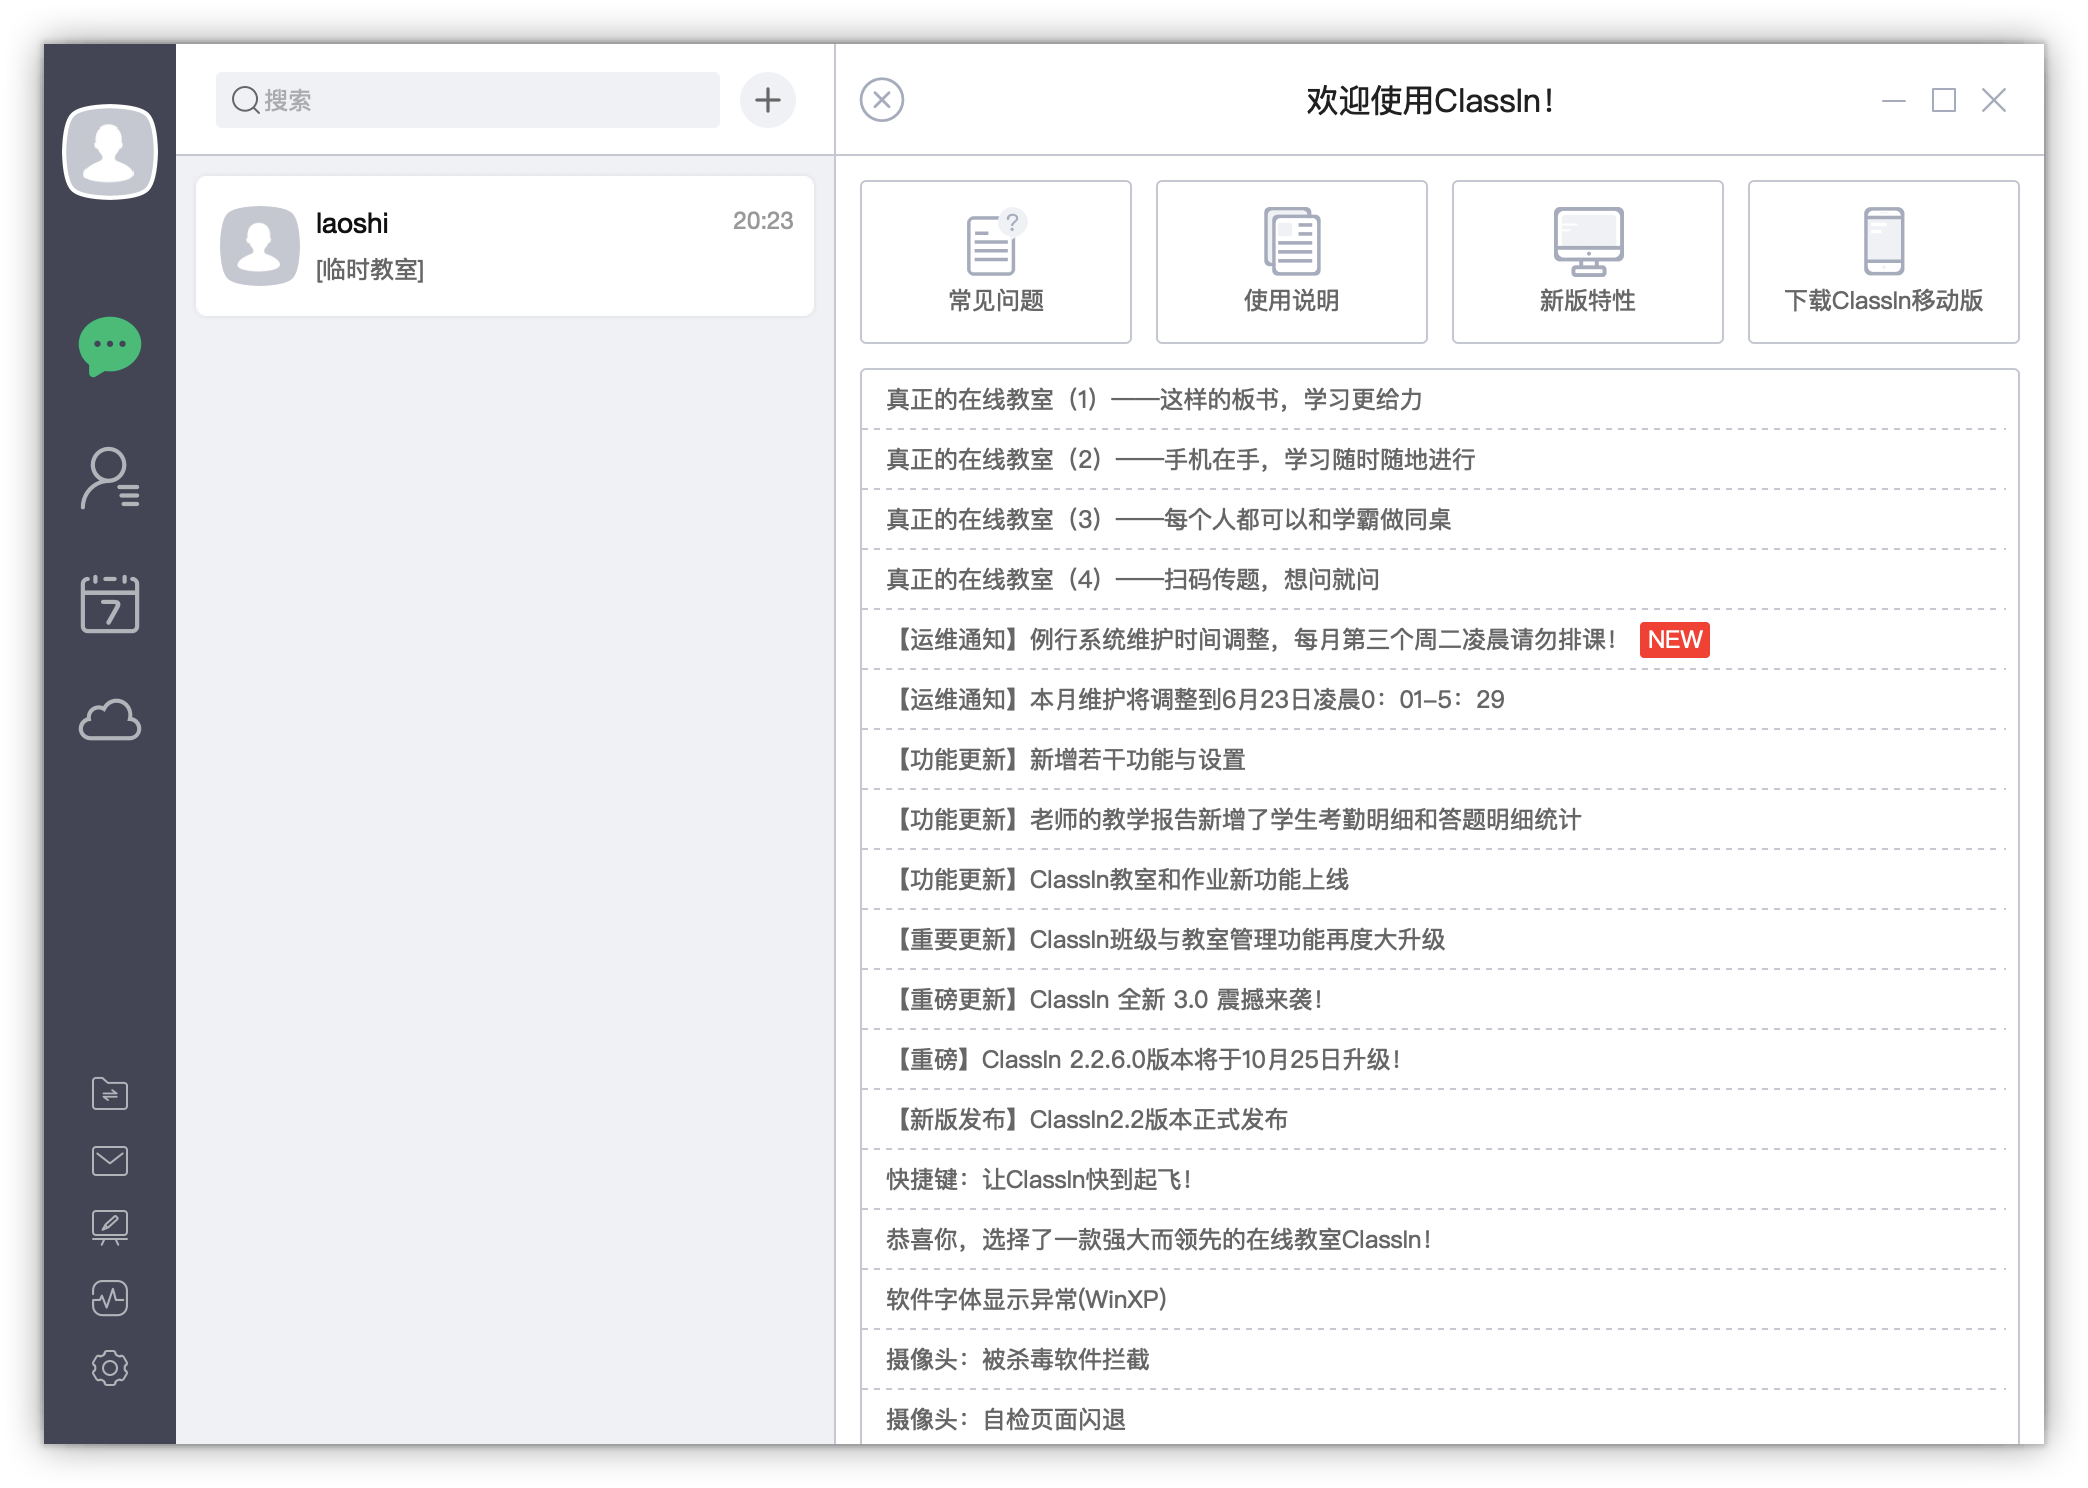 搜索
欢迎使用ClassIn！
laoshi
20:23
[临时教室]
7
?
常见问题
使用说明
新版特性
下载ClassIn移动版
真正的在线教室（1）——这样的板书，学习更给力
真正的在线教室（2）——手机在手，学习随时随地进行
真正的在线教室（3）——每个人都可以和学霸做同桌
真正的在线教室（4）——扫码传题，想问就问
【运维通知】例行系统维护时间调整，每月第三个周二凌晨请勿排课！ NEW
【运维通知】本月维护将调整到6月23日凌晨0：01-5：29
【功能更新】新增若干功能与设置
【功能更新】老师的教学报告新增了学生考勤明细和答题明细统计
【功能更新】ClassIn教室和作业新功能上线
【重要更新】ClassIn班级与教室管理功能再度大升级
【重磅更新】ClassIn 全新 3.0 震撼来袭！
【重磅】ClassIn 2.2.6.0版本将于10月25日升级！
【新版发布】ClassIn2.2版本正式发布
快捷键：让ClassIn快到起飞！
恭喜你，选择了一款强大而领先的在线教室ClassIn！
软件字体显示异常(WinXP)
摄像头：被杀毒软件拦截
摄像头：自检页面闪退